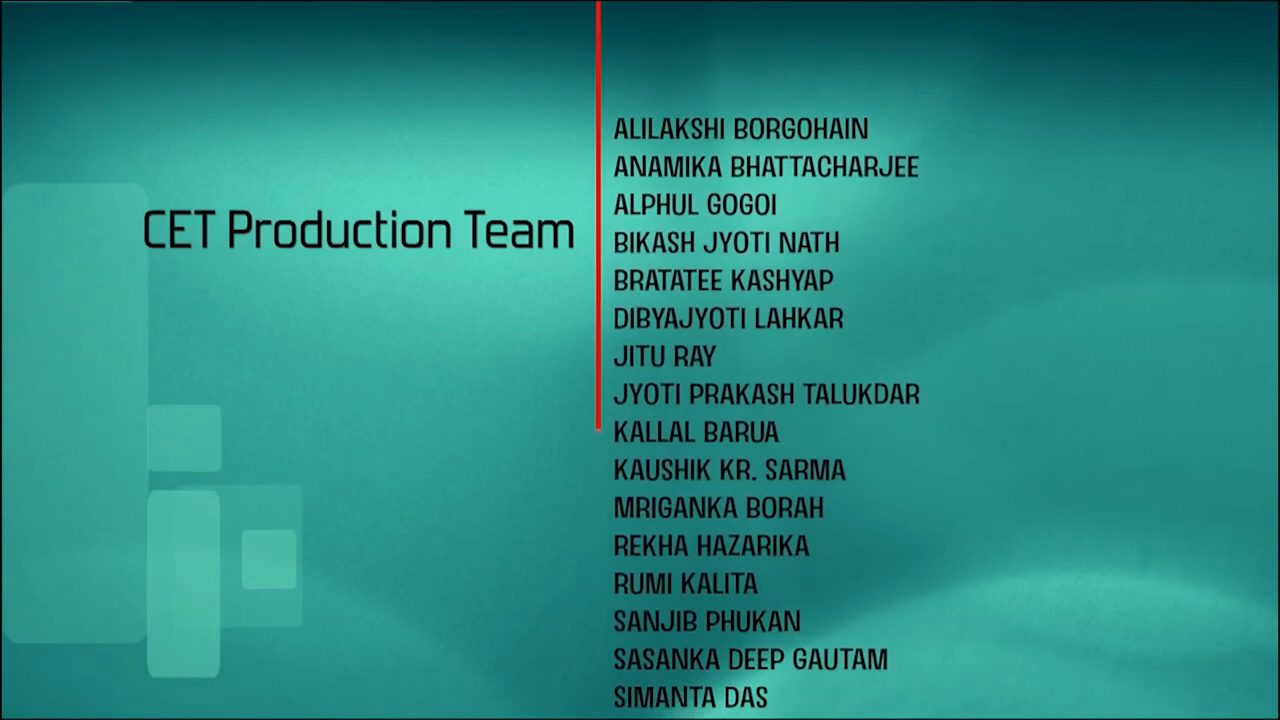 CET Production Team
ALILAKSHI BORGOHAIN
ANAMIKA BHATTACHARJEE
ALPHUL GOGOI
BIKASH JYOTI NATH
BRATATEE KASHYAP
DIBYAJYOTI LAHKAR
JITU RAY
JYOTI PRAKASH TALUKDAR
KALLAL BARUA
KAUSHIK KR. SARMA
MRIGANKA BORAH
REKHA HAZARIKA
RUMI KALITA
SANJIB PHUKAN
SASANKA DEEP GAUTAM
SIMANTA DAS